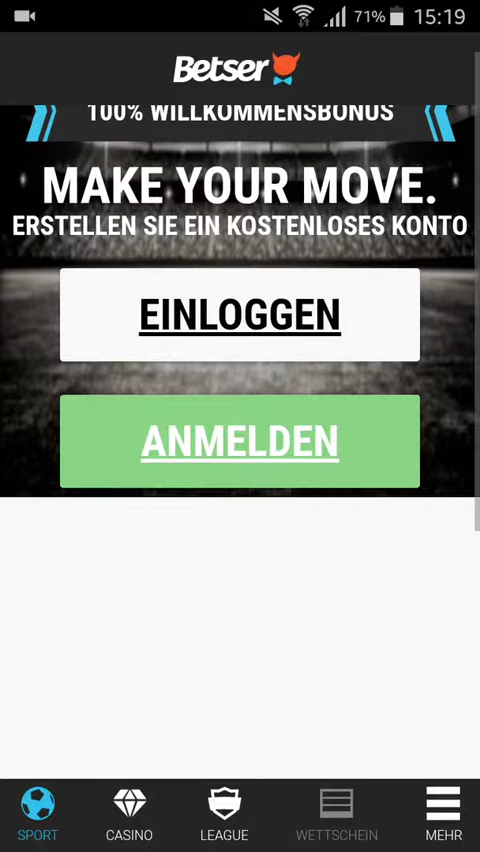 71% 15:19
Betser
100% WILLKOMMENSBONUS
MAKE YOUR MOVE.
ERSTELLEN SIE EIN KOSTENLOSES KONTO
EINLOGGEN
ANMELDEN
SPORT CASINO LEAGUE WETTSCHEIN MEHR